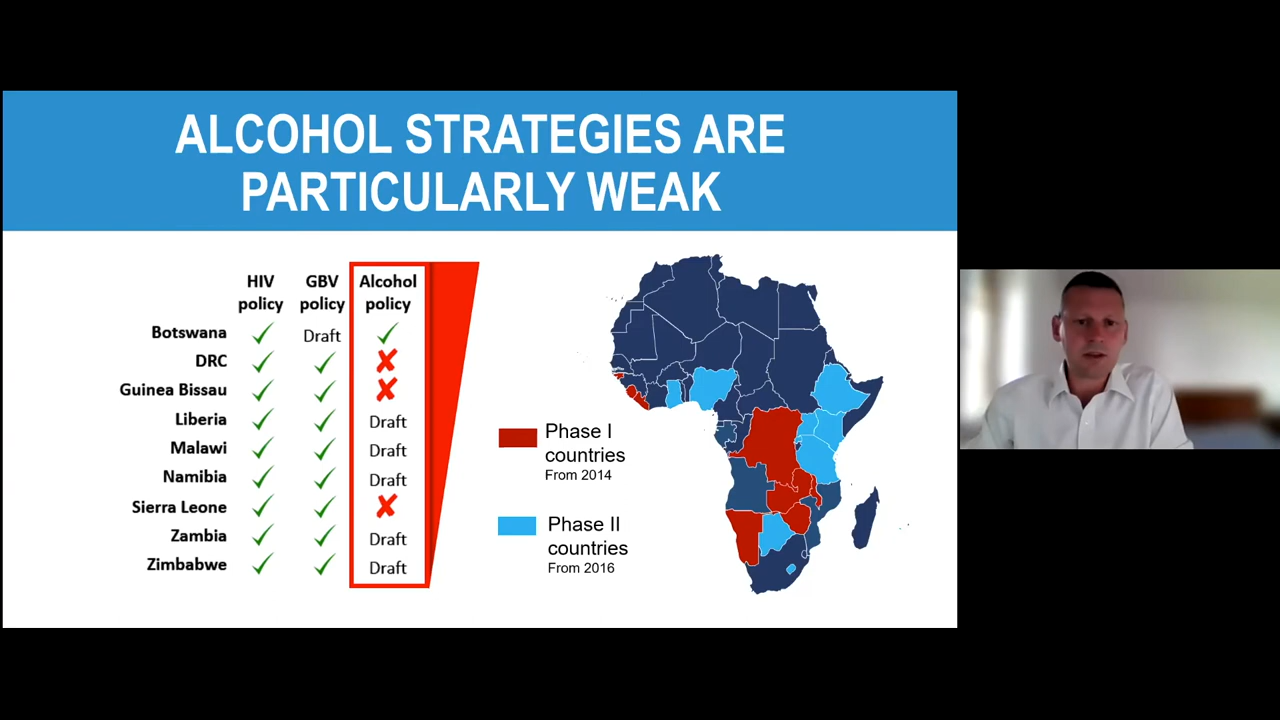 ALCOHOL STRATEGIES ARE
PARTICULARLY WEAK
HIV policy
GBV policy
Alcohol policy
Botswana ✓ Draft ✓
DRC ✓ ✓ ✘
Guinea Bissau ✓ ✓ ✘
Liberia ✓ ✓ Draft
Malawi ✓ ✓ Draft
Namibia ✓ ✓ Draft
Sierra Leone ✓ ✓ ✘
Zambia ✓ ✓ Draft
Zimbabwe ✓ ✓ Draft
Phase I
countries
From 2014
Phase II
countries
From 2016